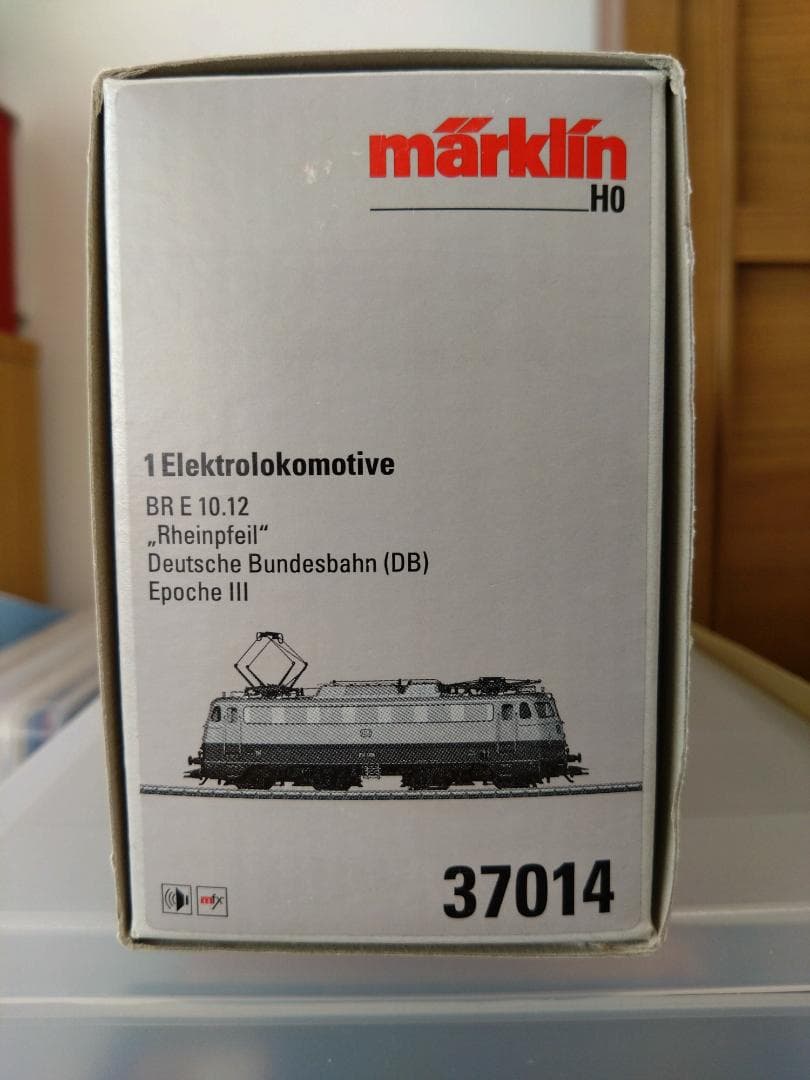 märklin
H0
1 Elektrolokomotive
BR E 10.12
„Rheinpfeil“
Deutsche Bundesbahn (DB)
Epoche III
mfx
37014